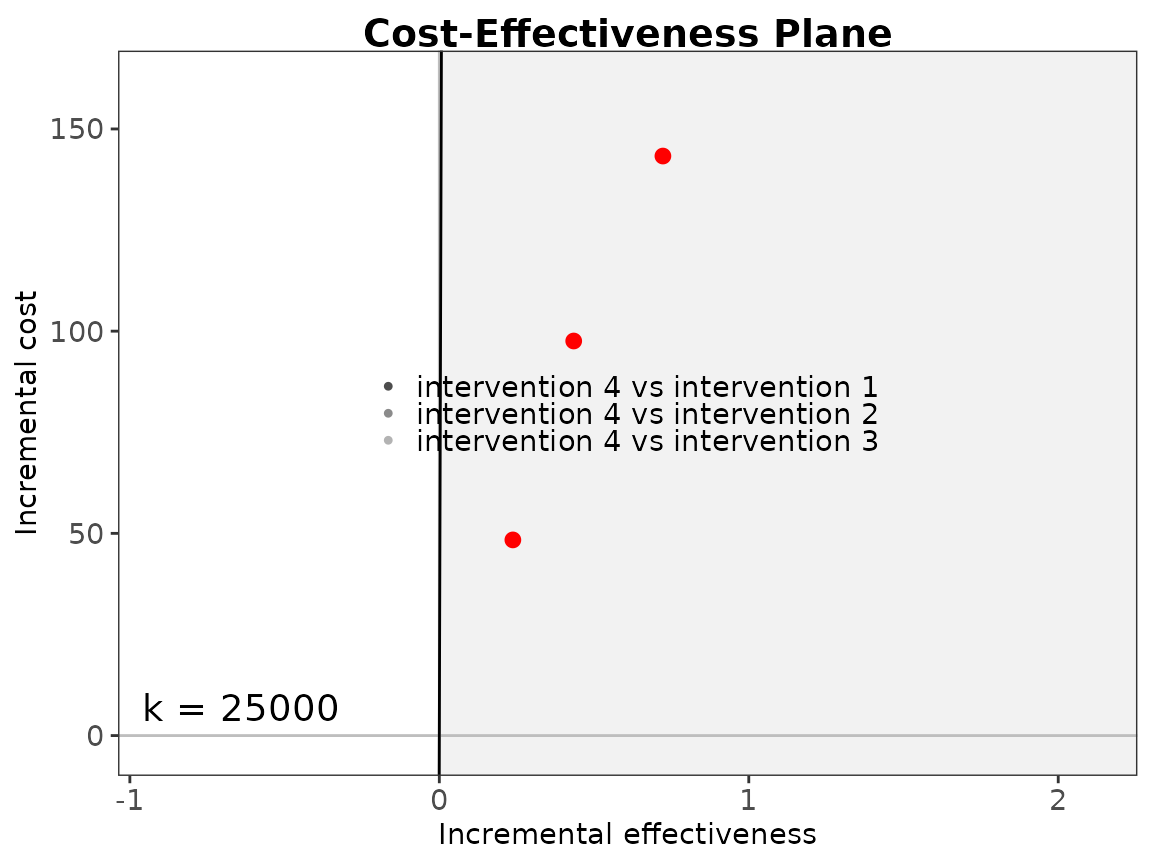 Cost-Effectiveness Plane
150
100
50
0
Incremental cost
intervention 4 vs intervention 1
intervention 4 vs intervention 2
intervention 4 vs intervention 3
k = 25000
-1
0
1
2
Incremental effectiveness